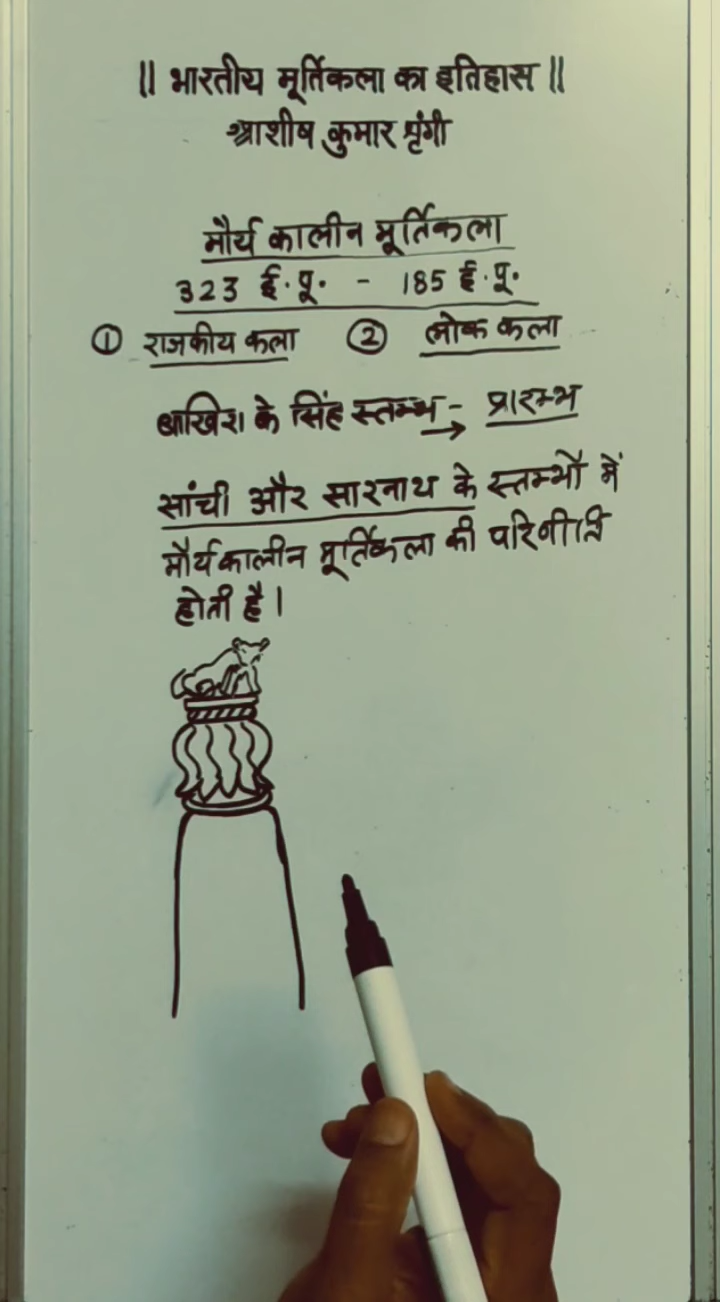 || भारतीय मूर्तिकला का इतिहास ||
आशीष कुमार श्रृंगी
मौर्य कालीन मूर्तिकला
323 ई.पू. - 185 ई.पू.
① राजकीय कला ② लोक कला
बाखिरा के सिंह स्तम्भ - → प्रारम्भ
सांची और सारनाथ के स्तम्भों में
मौर्यकालीन मूर्तिकला की परिणीति
होती है।